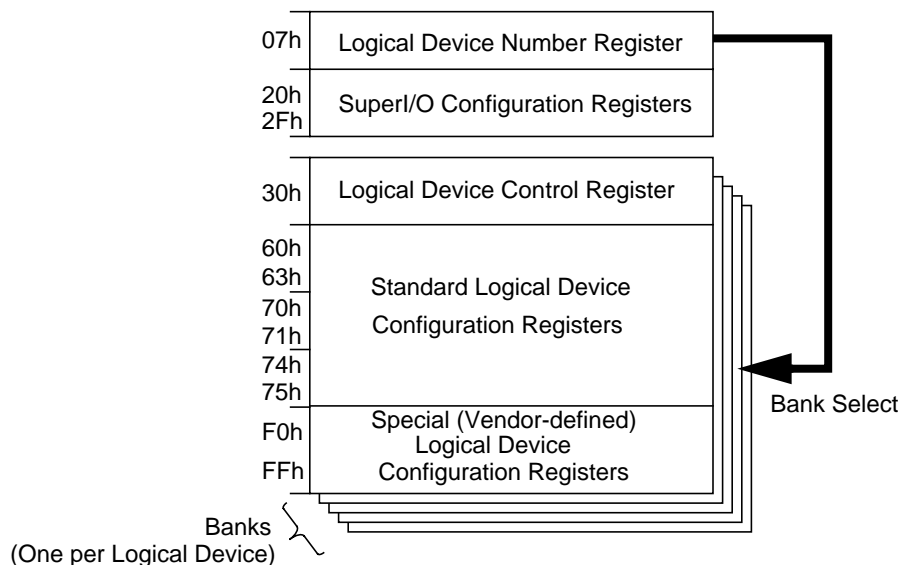 07h Logical Device Number Register
20h
SuperI/O Configuration Registers
2Fh
30h Logical Device Control Register
60h
63h
Standard Logical Device
70h
Configuration Registers
71h
74h
75h
Bank Select
F0h
Special (Vendor-defined)
Logical Device
FFh
Configuration Registers
Banks
(One per Logical Device)